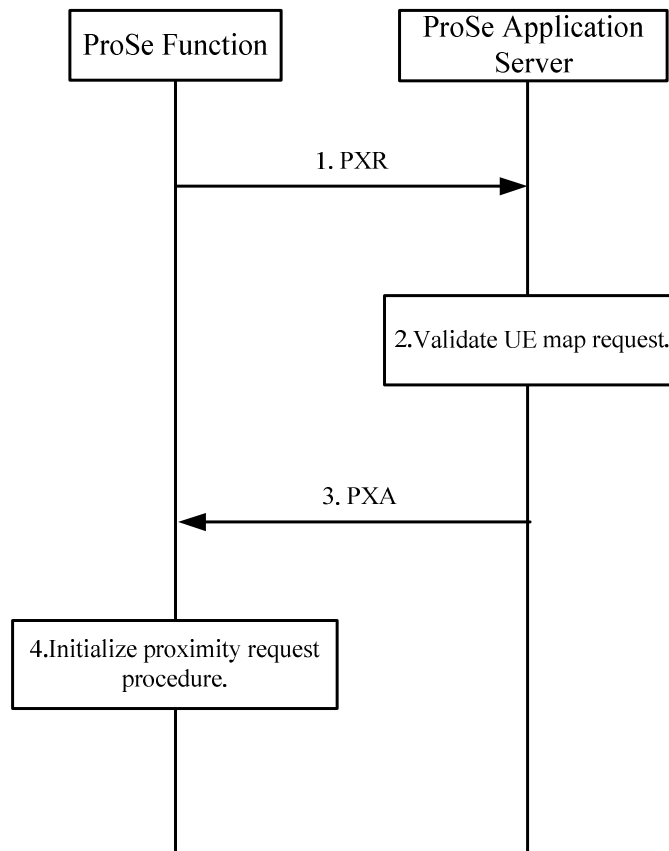 ProSe Function
ProSe Application
Server
1. PXR
2.Validate UE map request.
3. PXA
4.Initialize proximity request
procedure.